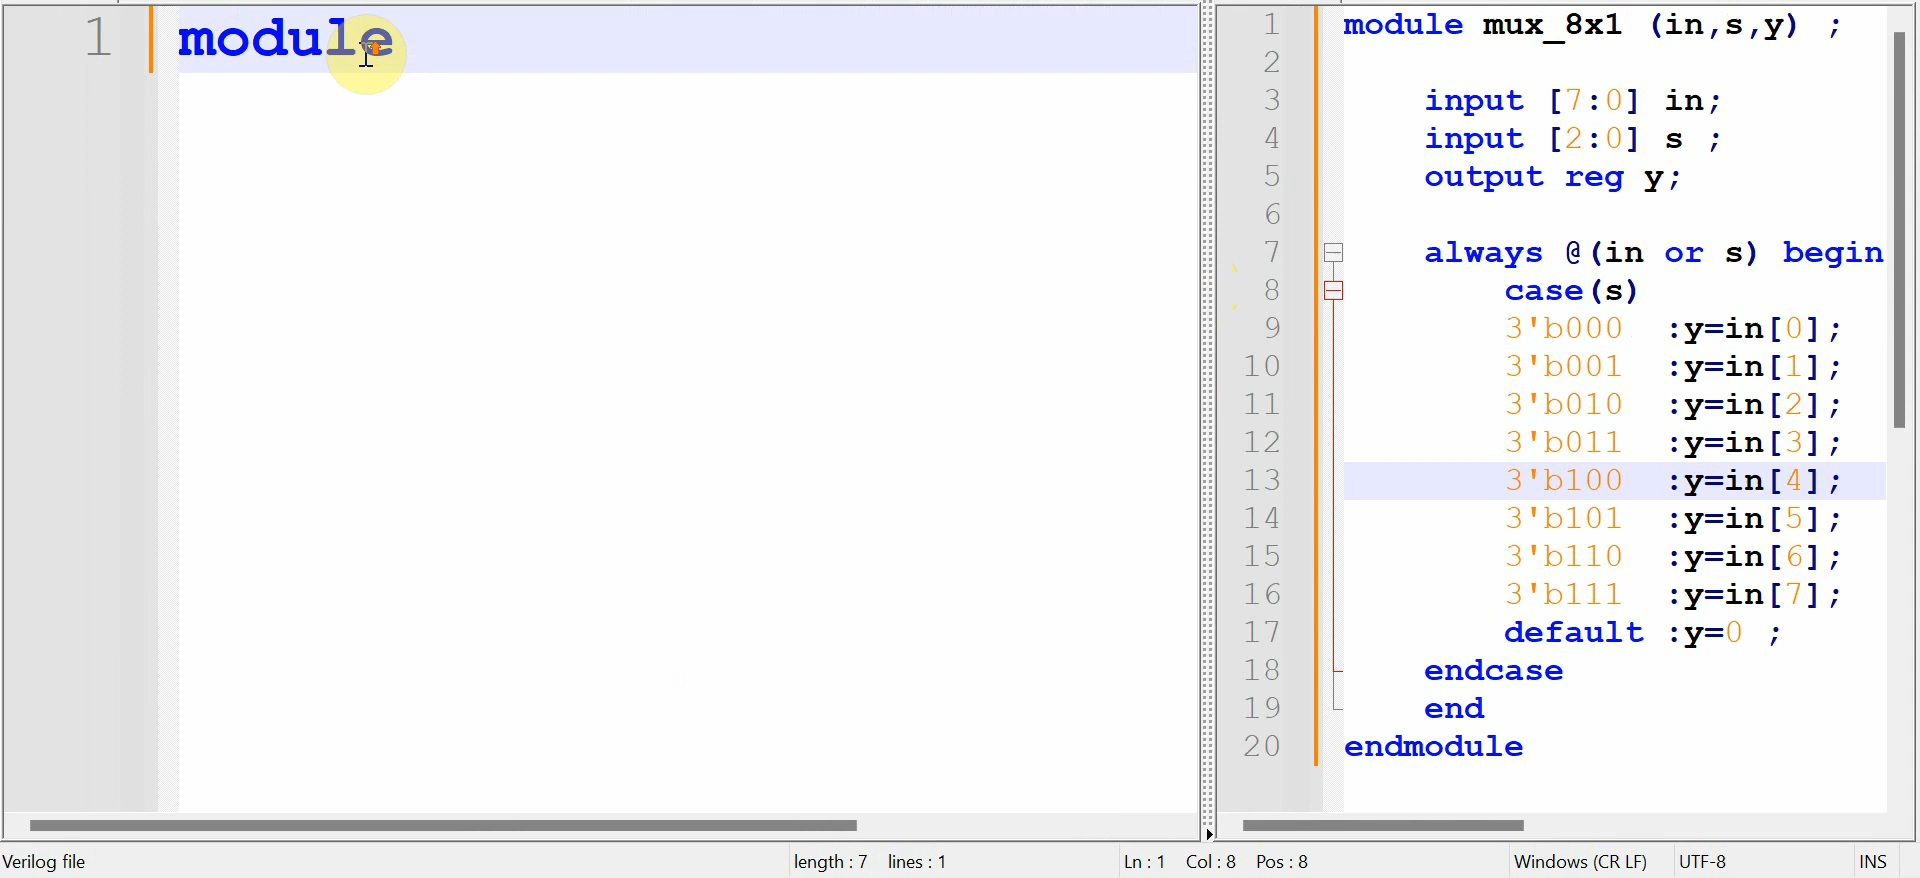 1 module
1 module mux_8x1 (in,s,y) ;
2
3 input [7:0] in;
4 input [2:0] s ;
5 output reg y;
6
7 always @(in or s) begin
8 case(s)
9 3'b000 :y=in[0];
10 3'b001 :y=in[1];
11 3'b010 :y=in[2];
12 3'b011 :y=in[3];
13 3'b100 :y=in[4];
14 3'b101 :y=in[5];
15 3'b110 :y=in[6];
16 3'b111 :y=in[7];
17 default :y=0 ;
18 endcase
19 end
20 endmodule
Verilog file length : 7 lines : 1 Ln : 1 Col : 8 Pos : 8 Windows (CR LF) UTF-8 INS